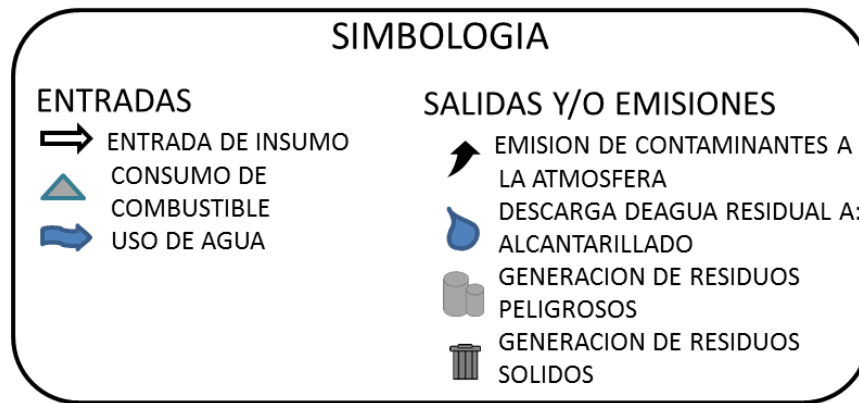 SIMBOLOGIA
ENTRADAS
ENTRADA DE INSUMO
CONSUMO DE
COMBUSTIBLE
USO DE AGUA
SALIDAS Y/O EMISIONES
EMISION DE CONTAMINANTES A
LA ATMOSFERA
DESCARGA DEAGUA RESIDUAL A:
ALCANTARILLADO
GENERACION DE RESIDUOS
PELIGROSOS
GENERACION DE RESIDUOS
SOLIDOS